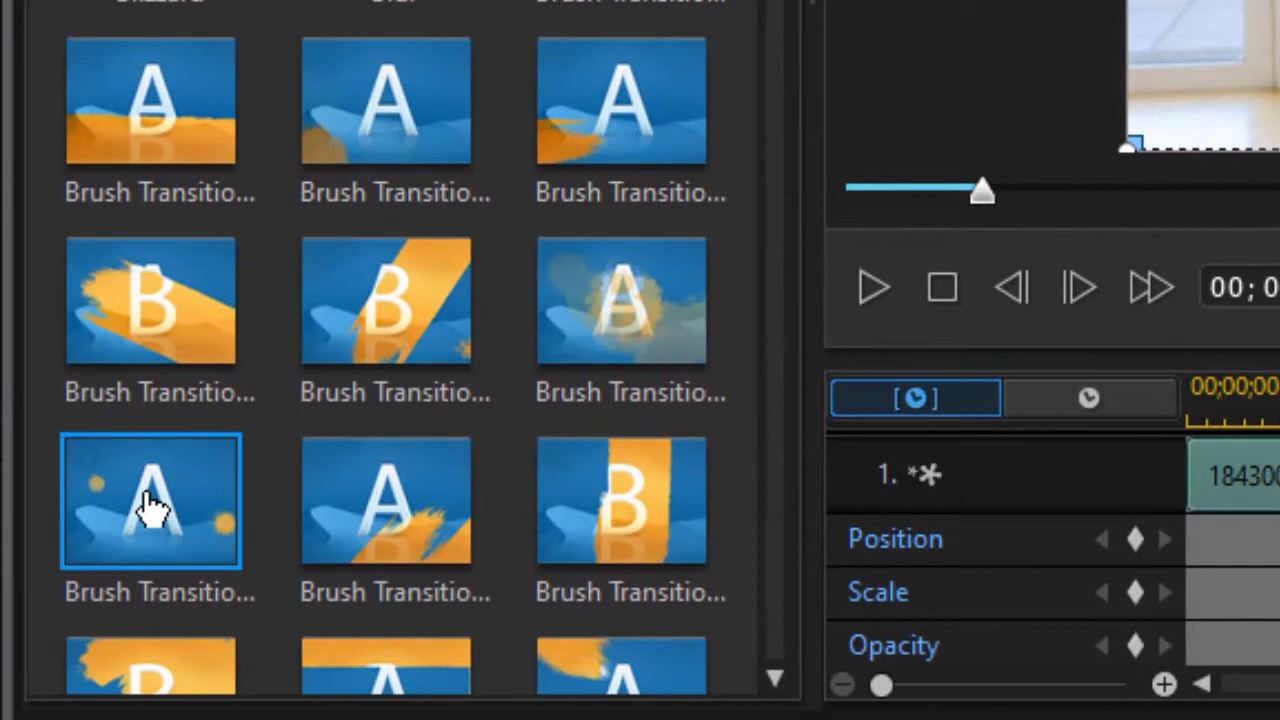 A A A
Brush Transitio... Brush Transitio... Brush Transitio...
B B A
Brush Transitio... Brush Transitio... Brush Transitio...
A A B
Brush Transitio... Brush Transitio... Brush Transitio...
B A A
00;0
00;00;00
1. **
184300
Position
Scale
Opacity